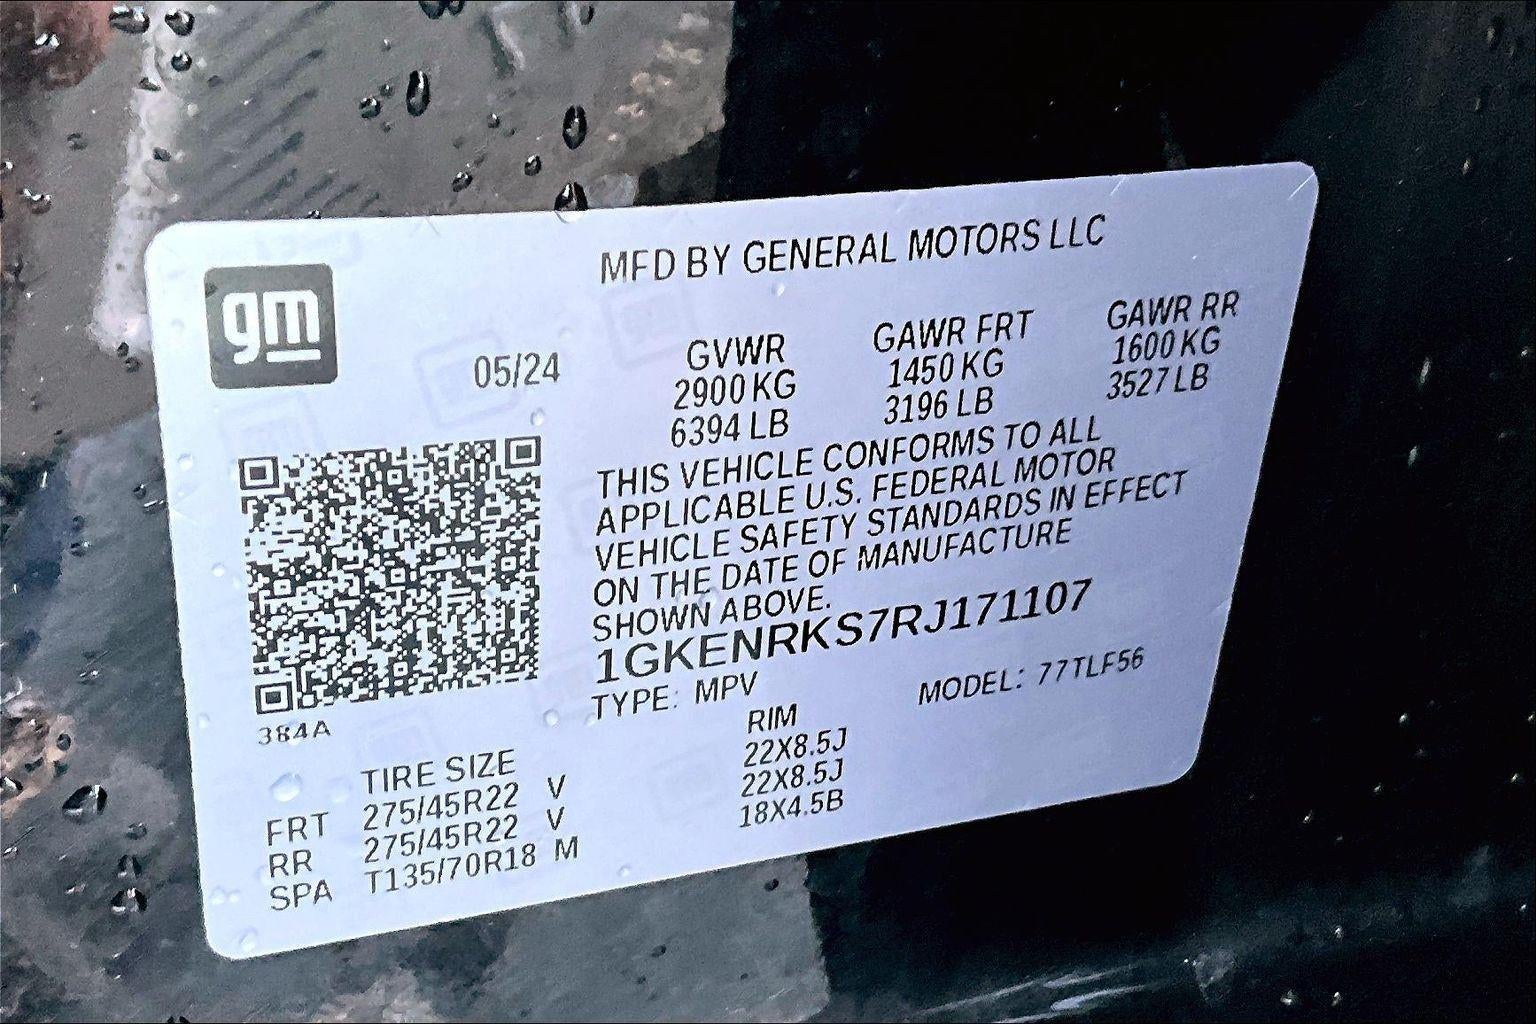 gm
MFD BY GENERAL MOTORS LLC
05/24
GVWR GAWR FRT GAWR RR
2900 KG 1450 KG 1600 KG
6394 LB 3196 LB 3527 LB
THIS VEHICLE CONFORMS TO ALL
APPLICABLE U.S. FEDERAL MOTOR
VEHICLE SAFETY STANDARDS IN EFFECT
ON THE DATE OF MANUFACTURE
SHOWN ABOVE.
1GKENRKS7RJ171107
TYPE: MPV MODEL: 77TLF56
384A
TIRE SIZE RIM
FRT 275/45R22 V 22X8.5J
RR 275/45R22 V 22X8.5J
SPA T135/70R18 M 18X4.5B